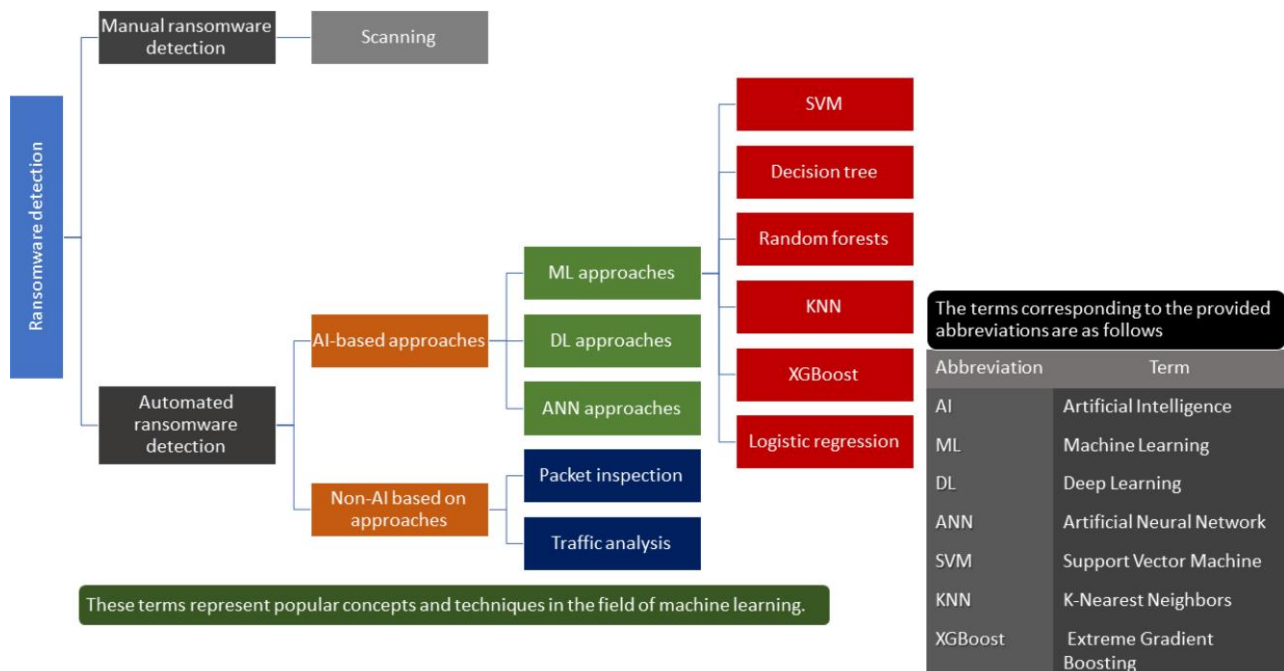 Manual ransomware
detection
Scanning
Ransomware detection
SVM
Decision tree
Random forests
ML approaches
KNN
AI-based approaches
DL approaches
XGBoost
ANN approaches
Logistic regression
Automated
ransomware
detection
Packet inspection
Non-AI based on
approaches
Traffic analysis
These terms represent popular concepts and techniques in the field of machine learning.
The terms corresponding to the provided
abbreviations are as follows
Abbreviation Term
AI Artificial Intelligence
ML Machine Learning
DL Deep Learning
ANN Artificial Neural Network
SVM Support Vector Machine
KNN K-Nearest Neighbors
XGBoost Extreme Gradient
Boosting